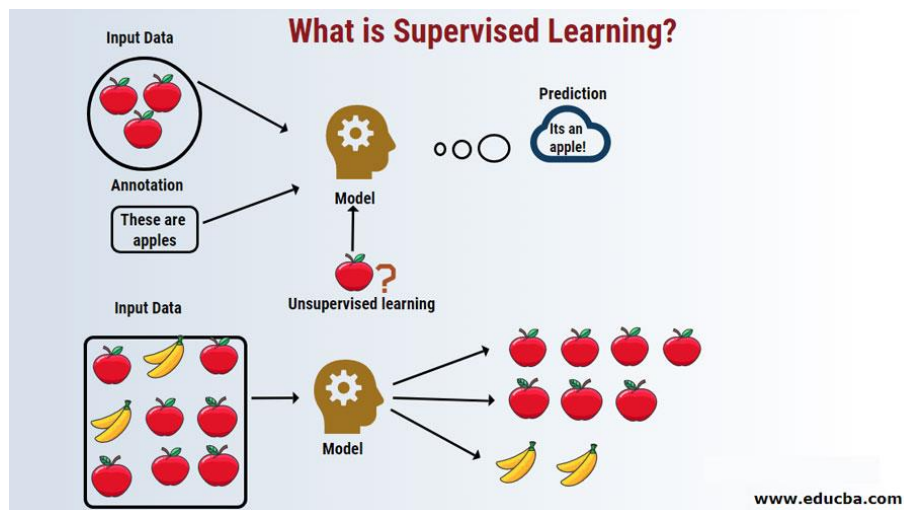 What is Supervised Learning?
Input Data
Prediction
Its an
apple!
Annotation
These are
apples
Model
?
Unsupervised learning
Input Data
Model
www.educba.com